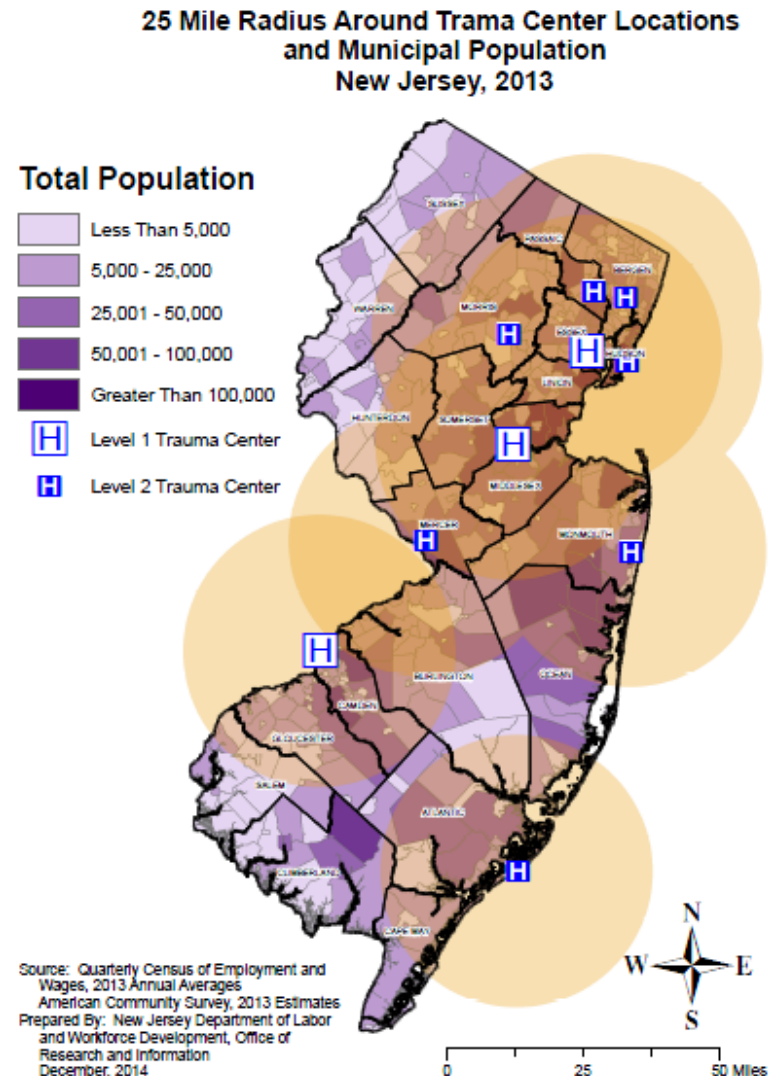 25 Mile Radius Around Trama Center Locations
and Municipal Population
New Jersey, 2013
Total Population
Less Than 5,000
5,000 - 25,000
25,001 - 50,000
50,001 - 100,000
Greater Than 100,000
H Level 1 Trauma Center
H Level 2 Trauma Center
SUSSEX
PASSAIC
BERGEN
H
H
WARREN
MORRIS
H
ESSEX
H
HUDSON
H
UNION
HUNTERDON
SOMERSET
H
MIDDLESEX
MERCER
H
MONMOUTH
H
H
BURLINGTON
OCEAN
CAMDEN
GLOUCESTER
SALEM
ATLANTIC
H
CUMBERLAND
CAPE MAY
N
W E
S
Source: Quarterly Census of Employment and
Wages, 2013 Annual Averages
American Community Survey, 2013 Estimates
Prepared By: New Jersey Department of Labor
and Workforce Development, Office of
Research and Information
December, 2014
0 25 50 Miles